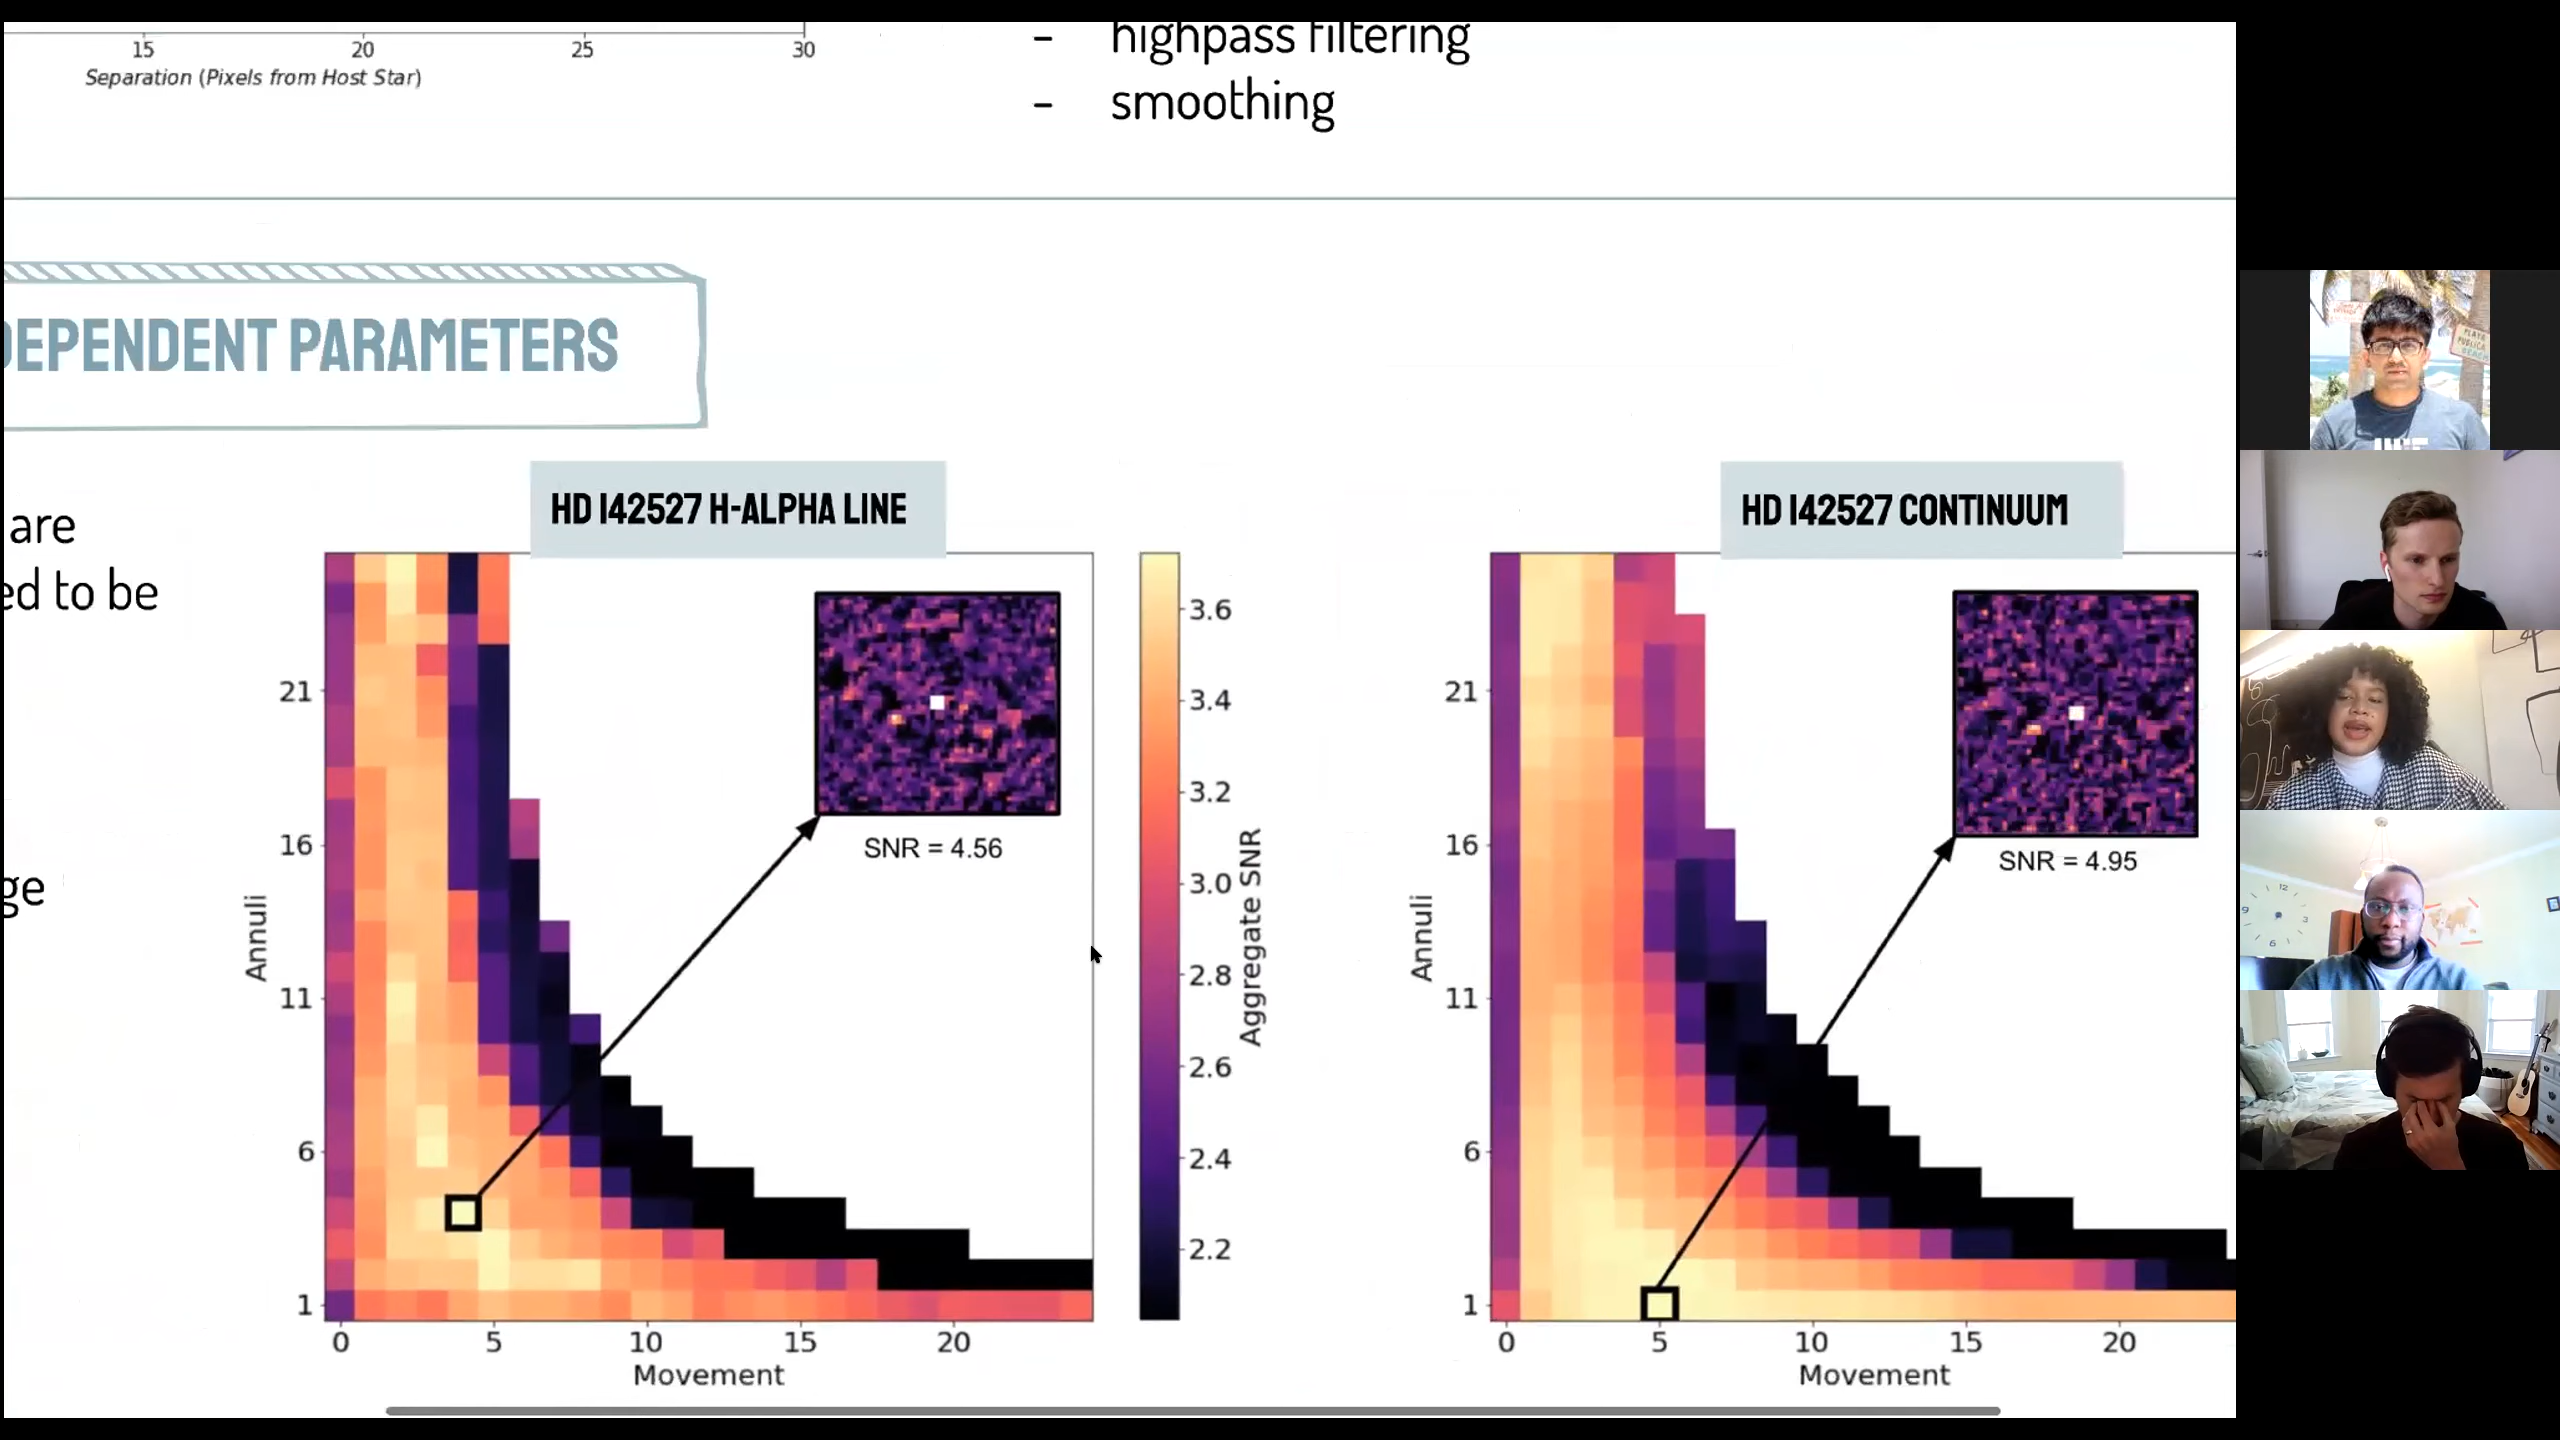 15 20 25 30
Separation (Pixels from Host Star)
- highpass filtering
- smoothing
DEPENDENT PARAMETERS
are
ed to be
ge
HD 142527 H-ALPHA LINE
21
16
11
6
1
Annuli
0 5 10 15 20
Movement
SNR = 4.56
3.6
3.4
3.2
3.0
2.8
2.6
2.4
2.2
Aggregate SNR
HD 142527 CONTINUUM
21
16
11
6
1
Annuli
0 5 10 15 20
Movement
SNR = 4.95